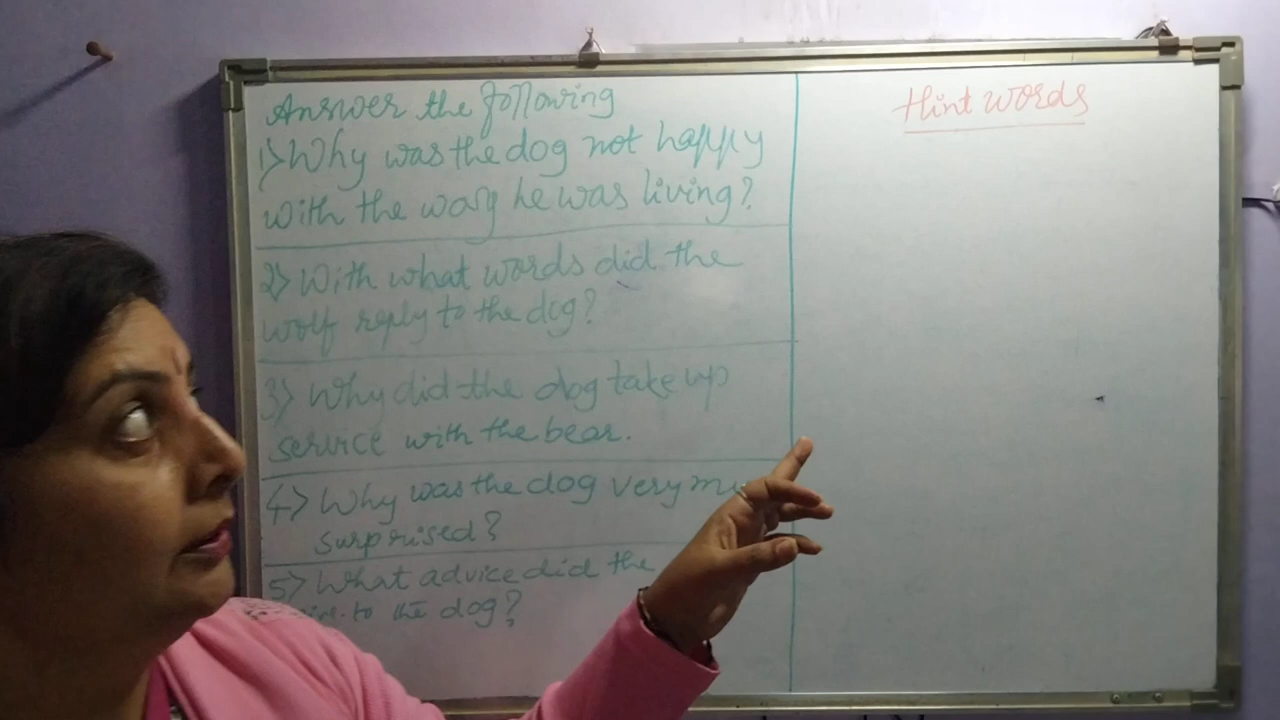 Answer the following
1) Why was the dog not happy
with the way he was living?
2) With what words did the
wolf reply to the dog?
3) Why did the dog take up
service with the bear.
4) Why was the dog very
surprised?
5) What advice did the
to the dog?
Hint words